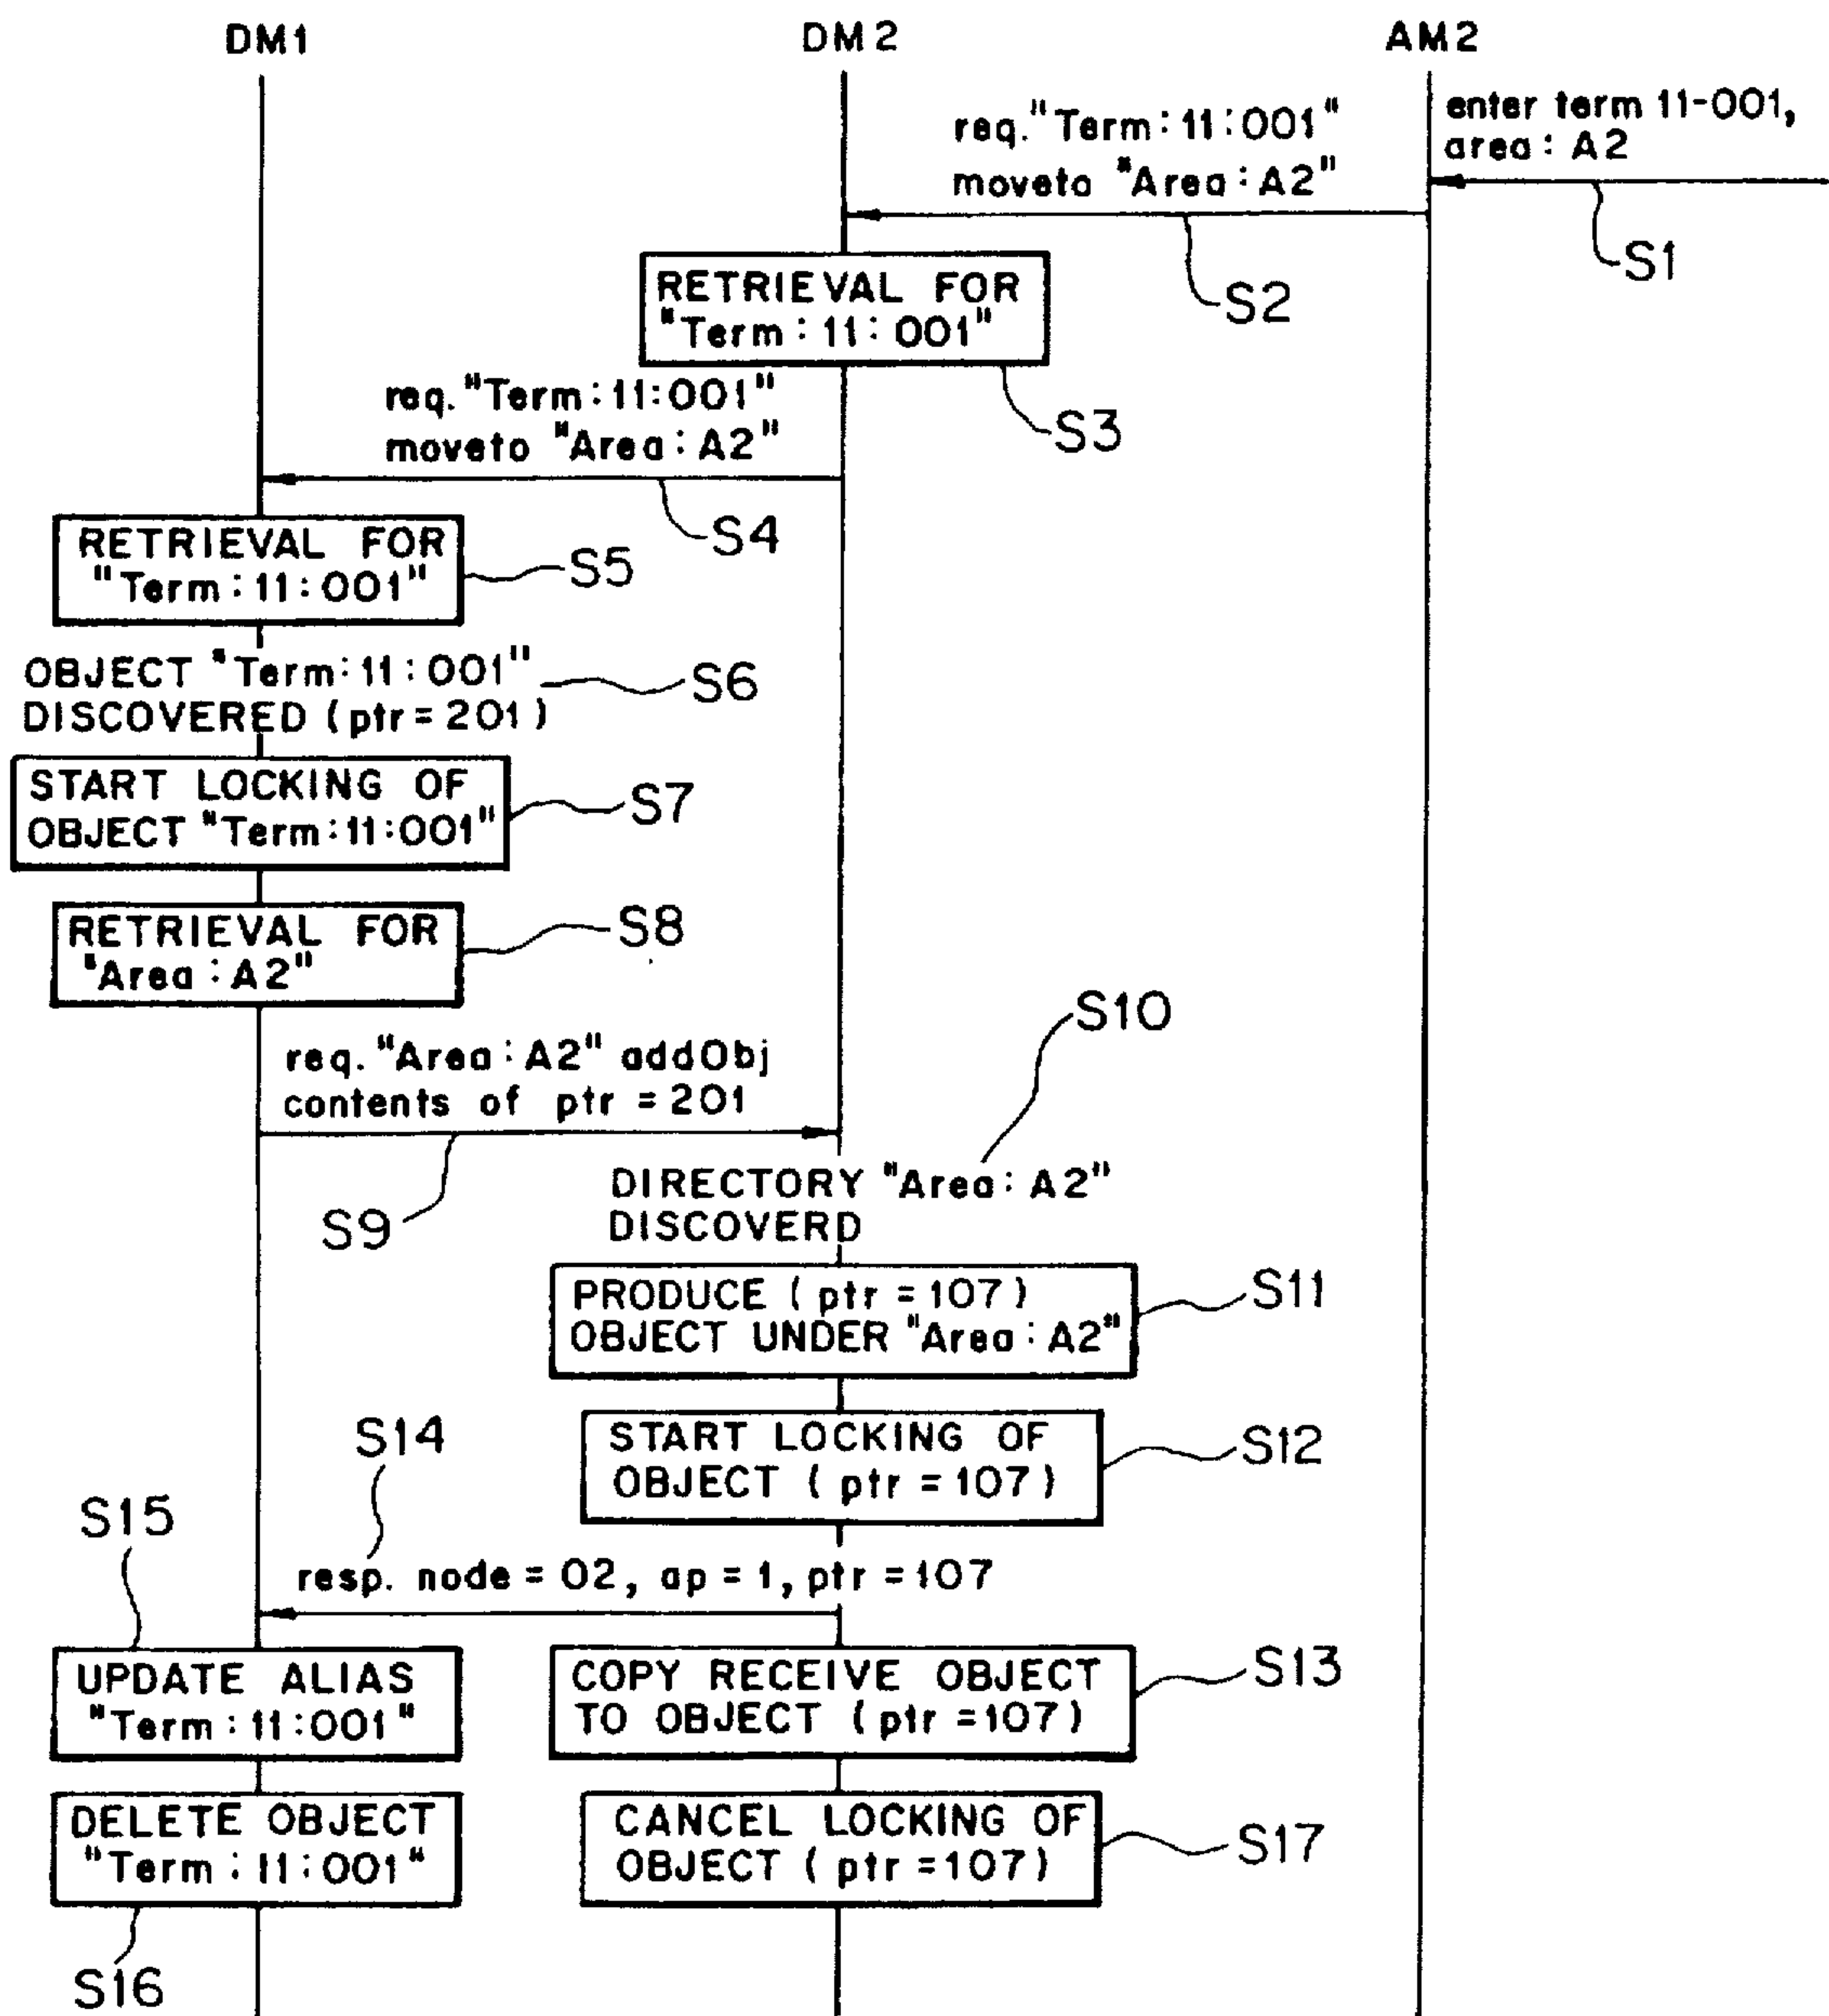 DM1
DM2
AM2
enter term 11-001,
area : A2
S1
req. "Term : 11 : 001"
moveto "Area : A2"
S2
RETRIEVAL FOR
"Term : 11 : 001"
S3
req. "Term : 11 : 001"
moveto "Area : A2"
S4
RETRIEVAL FOR
"Term : 11 : 001"
S5
OBJECT "Term : 11 : 001"
DISCOVERED ( ptr = 201 )
S6
START LOCKING OF
OBJECT "Term : 11 : 001"
S7
RETRIEVAL FOR
"Area : A2"
S8
req. "Area : A2" addObj
contents of ptr = 201
S9
S10
DIRECTORY "Area : A2"
DISCOVERD
PRODUCE ( ptr = 107 )
OBJECT UNDER "Area : A2"
S11
START LOCKING OF
OBJECT ( ptr = 107 )
S12
S14
resp. node = 02, ap = 1, ptr = 107
S15
UPDATE ALIAS
"Term : 11 : 001"
COPY RECEIVE OBJECT
TO OBJECT ( ptr = 107 )
S13
DELETE OBJECT
"Term : 11 : 001"
S16
CANCEL LOCKING OF
OBJECT ( ptr = 107 )
S17